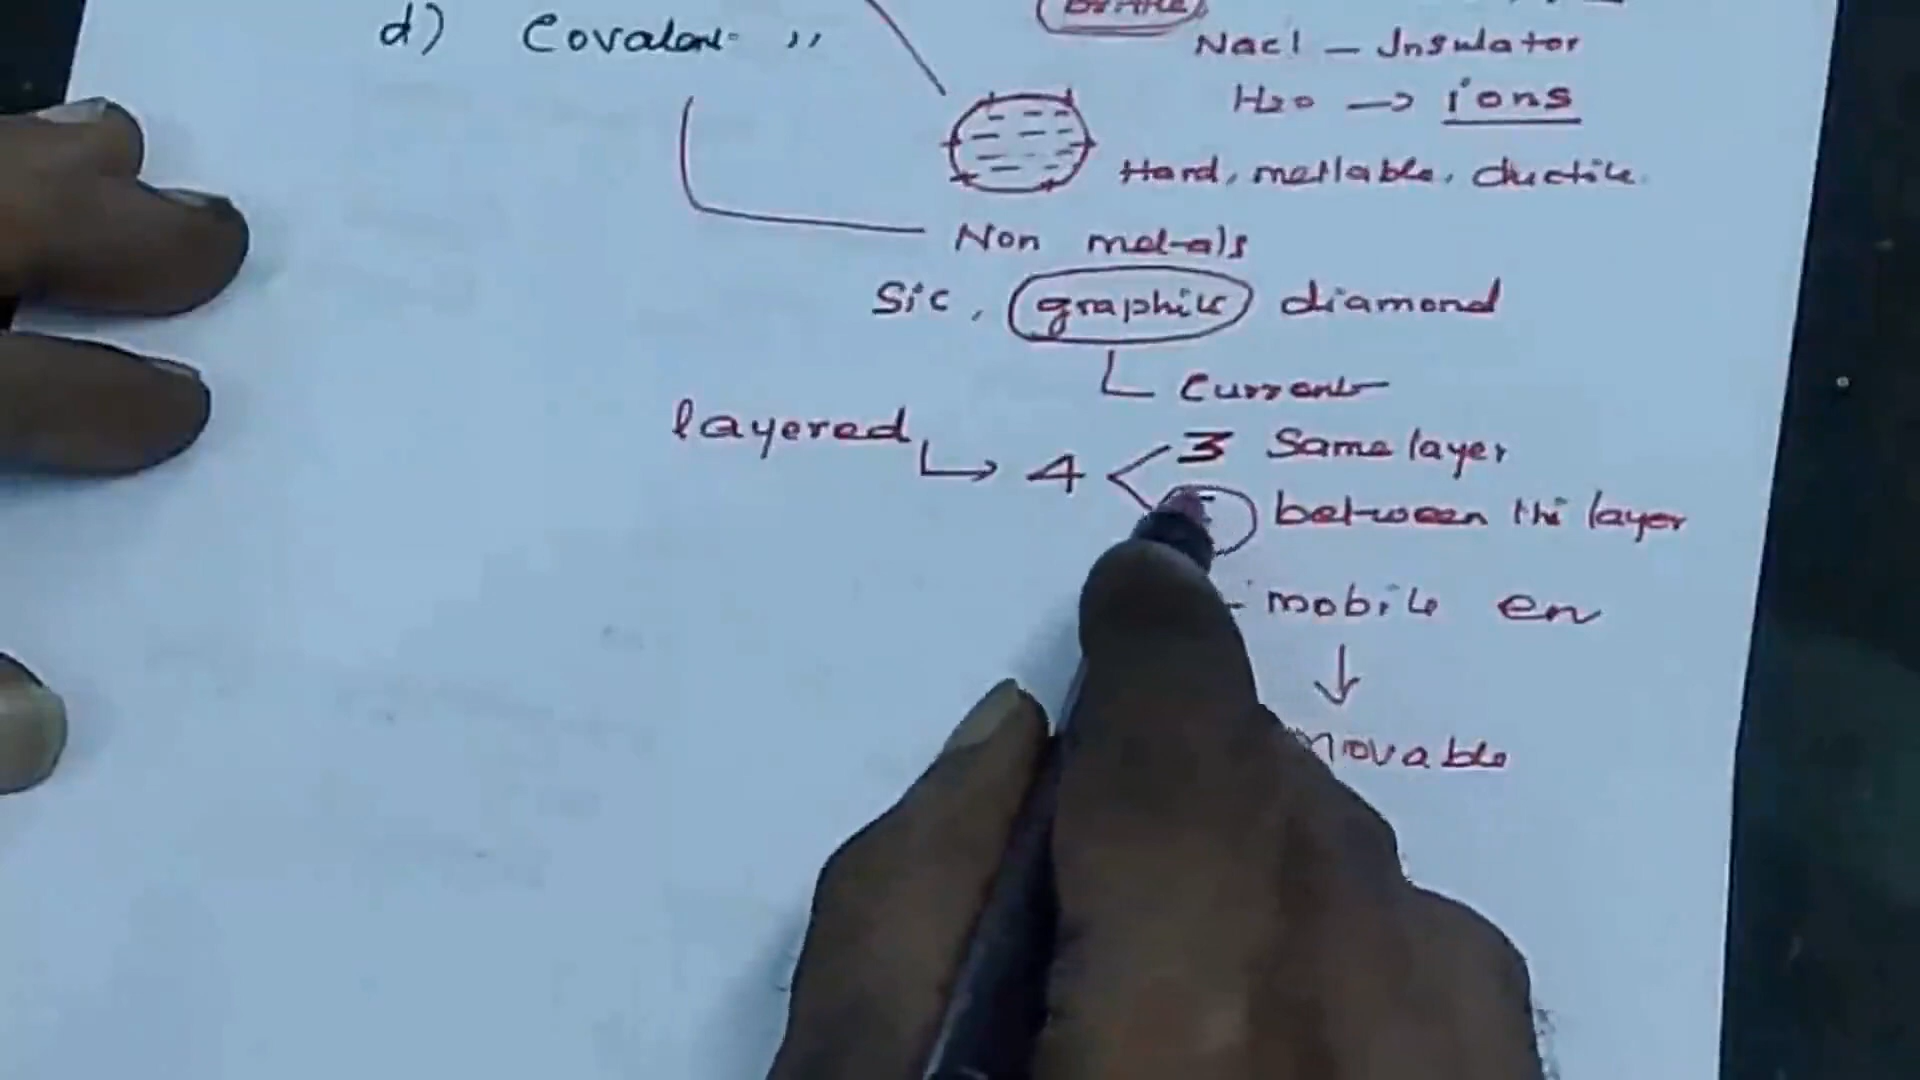 d) Covalent ,,
NaCl - Insulator
H2O → ions
Hard, mellable, ductile
Non metals
SiC, graphite diamond
Current
layered
4
3 Same layer
between the layer
mobile en
↓
movable